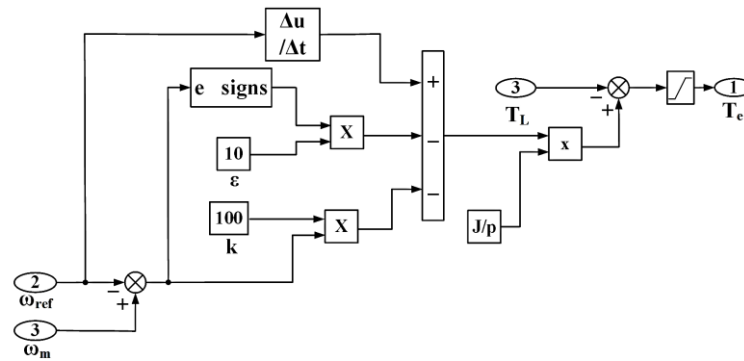 Δu
/Δt
+
e signs
3
T_L
−
+
1
T_e
10
ε
X
−
x
100
k
X
−
J/p
2
ω_ref
−
+
3
ω_m